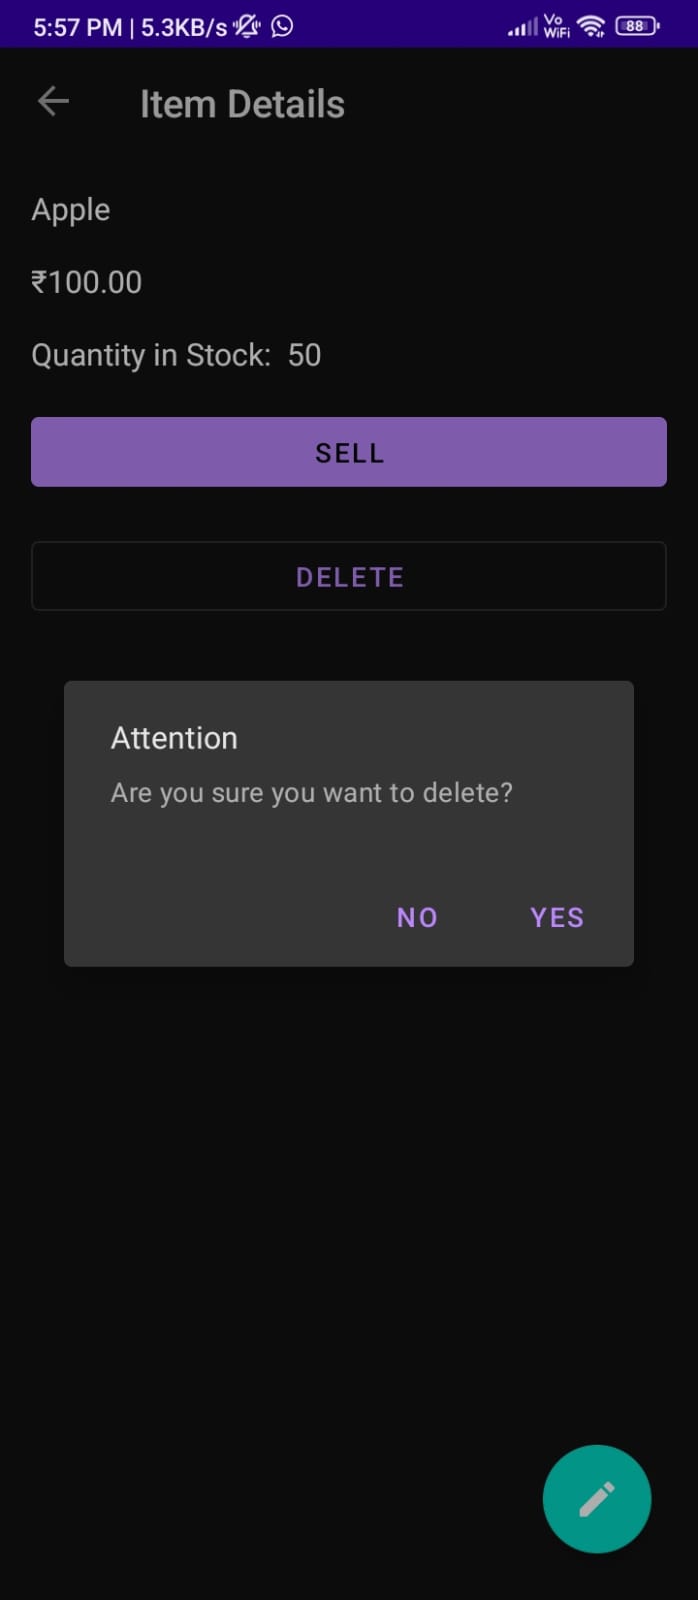 5:57 PM | 5.3KB/s Vo WiFi 88
Item Details
Apple
₹100.00
Quantity in Stock: 50
SELL
DELETE
Attention
Are you sure you want to delete?
NO YES